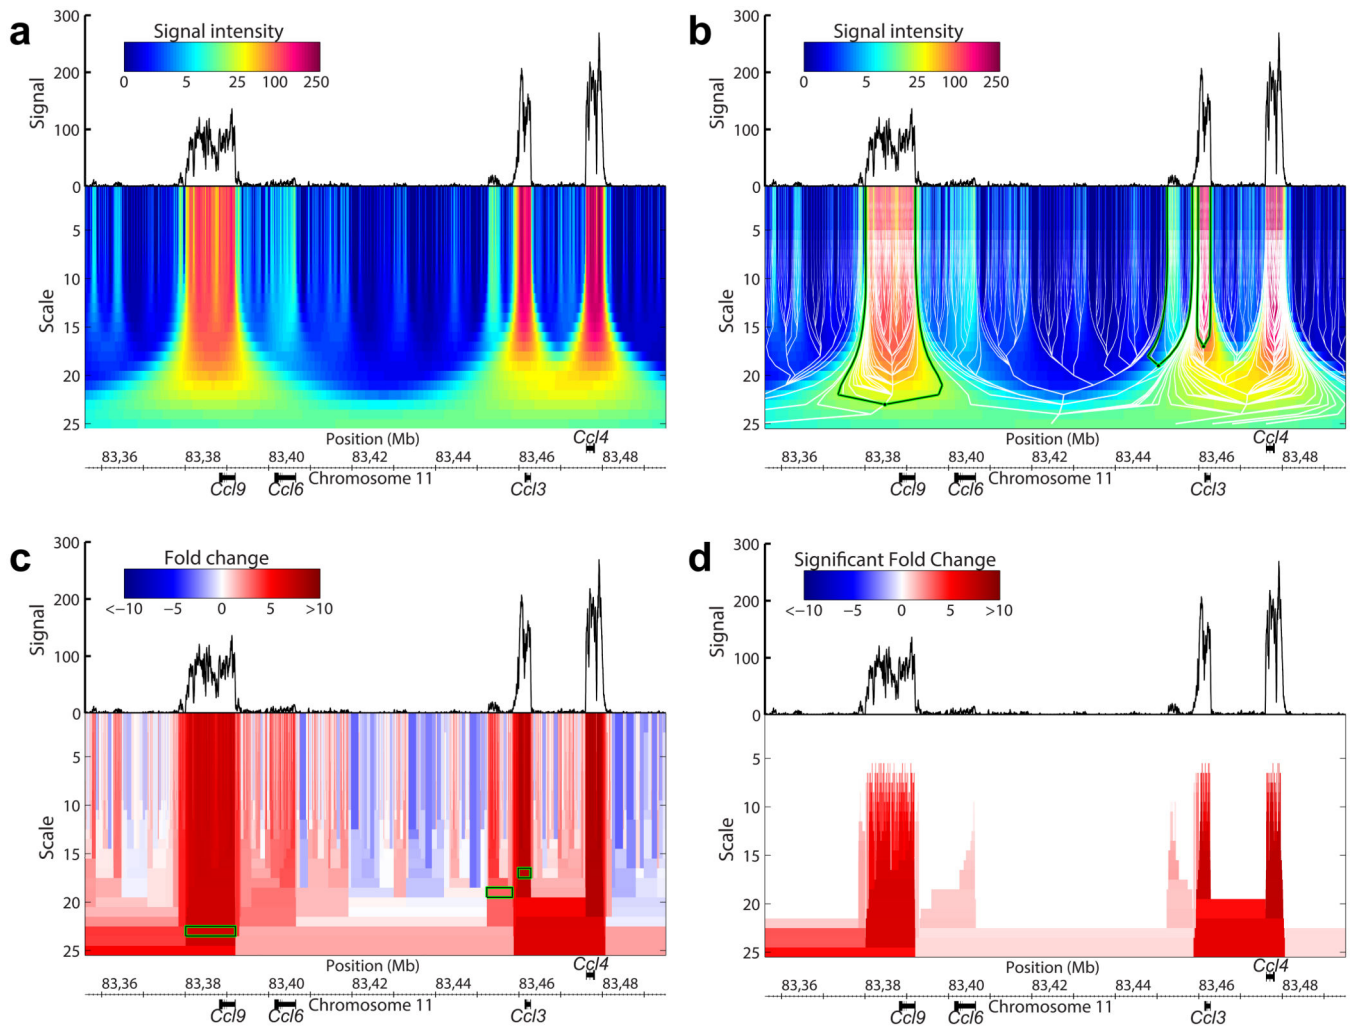 a
300
200
100
0
Signal
Signal intensity
0 5 25 100 250
5
10
15
20
25
Scale
Position (Mb)
Ccl4
83,36 83,38 83,40 83,42 83,44 83,46 83,48
Chromosome 11
Ccl9 Ccl6 Ccl3
b
300
200
100
0
Signal
Signal intensity
0 5 25 100 250
5
10
15
20
25
Scale
Position (Mb)
Ccl4
83,36 83,38 83,40 83,42 83,44 83,46 83,48
Chromosome 11
Ccl9 Ccl6 Ccl3
c
300
200
100
0
Signal
Fold change
<−10 −5 0 5 >10
5
10
15
20
25
Scale
Position (Mb)
Ccl4
83,36 83,38 83,40 83,42 83,44 83,46 83,48
Chromosome 11
Ccl9 Ccl6 Ccl3
d
300
200
100
0
Signal
Significant Fold Change
<−10 −5 0 5 >10
5
10
15
20
25
Scale
Position (Mb)
Ccl4
83,36 83,38 83,40 83,42 83,44 83,46 83,48
Chromosome 11
Ccl9 Ccl6 Ccl3